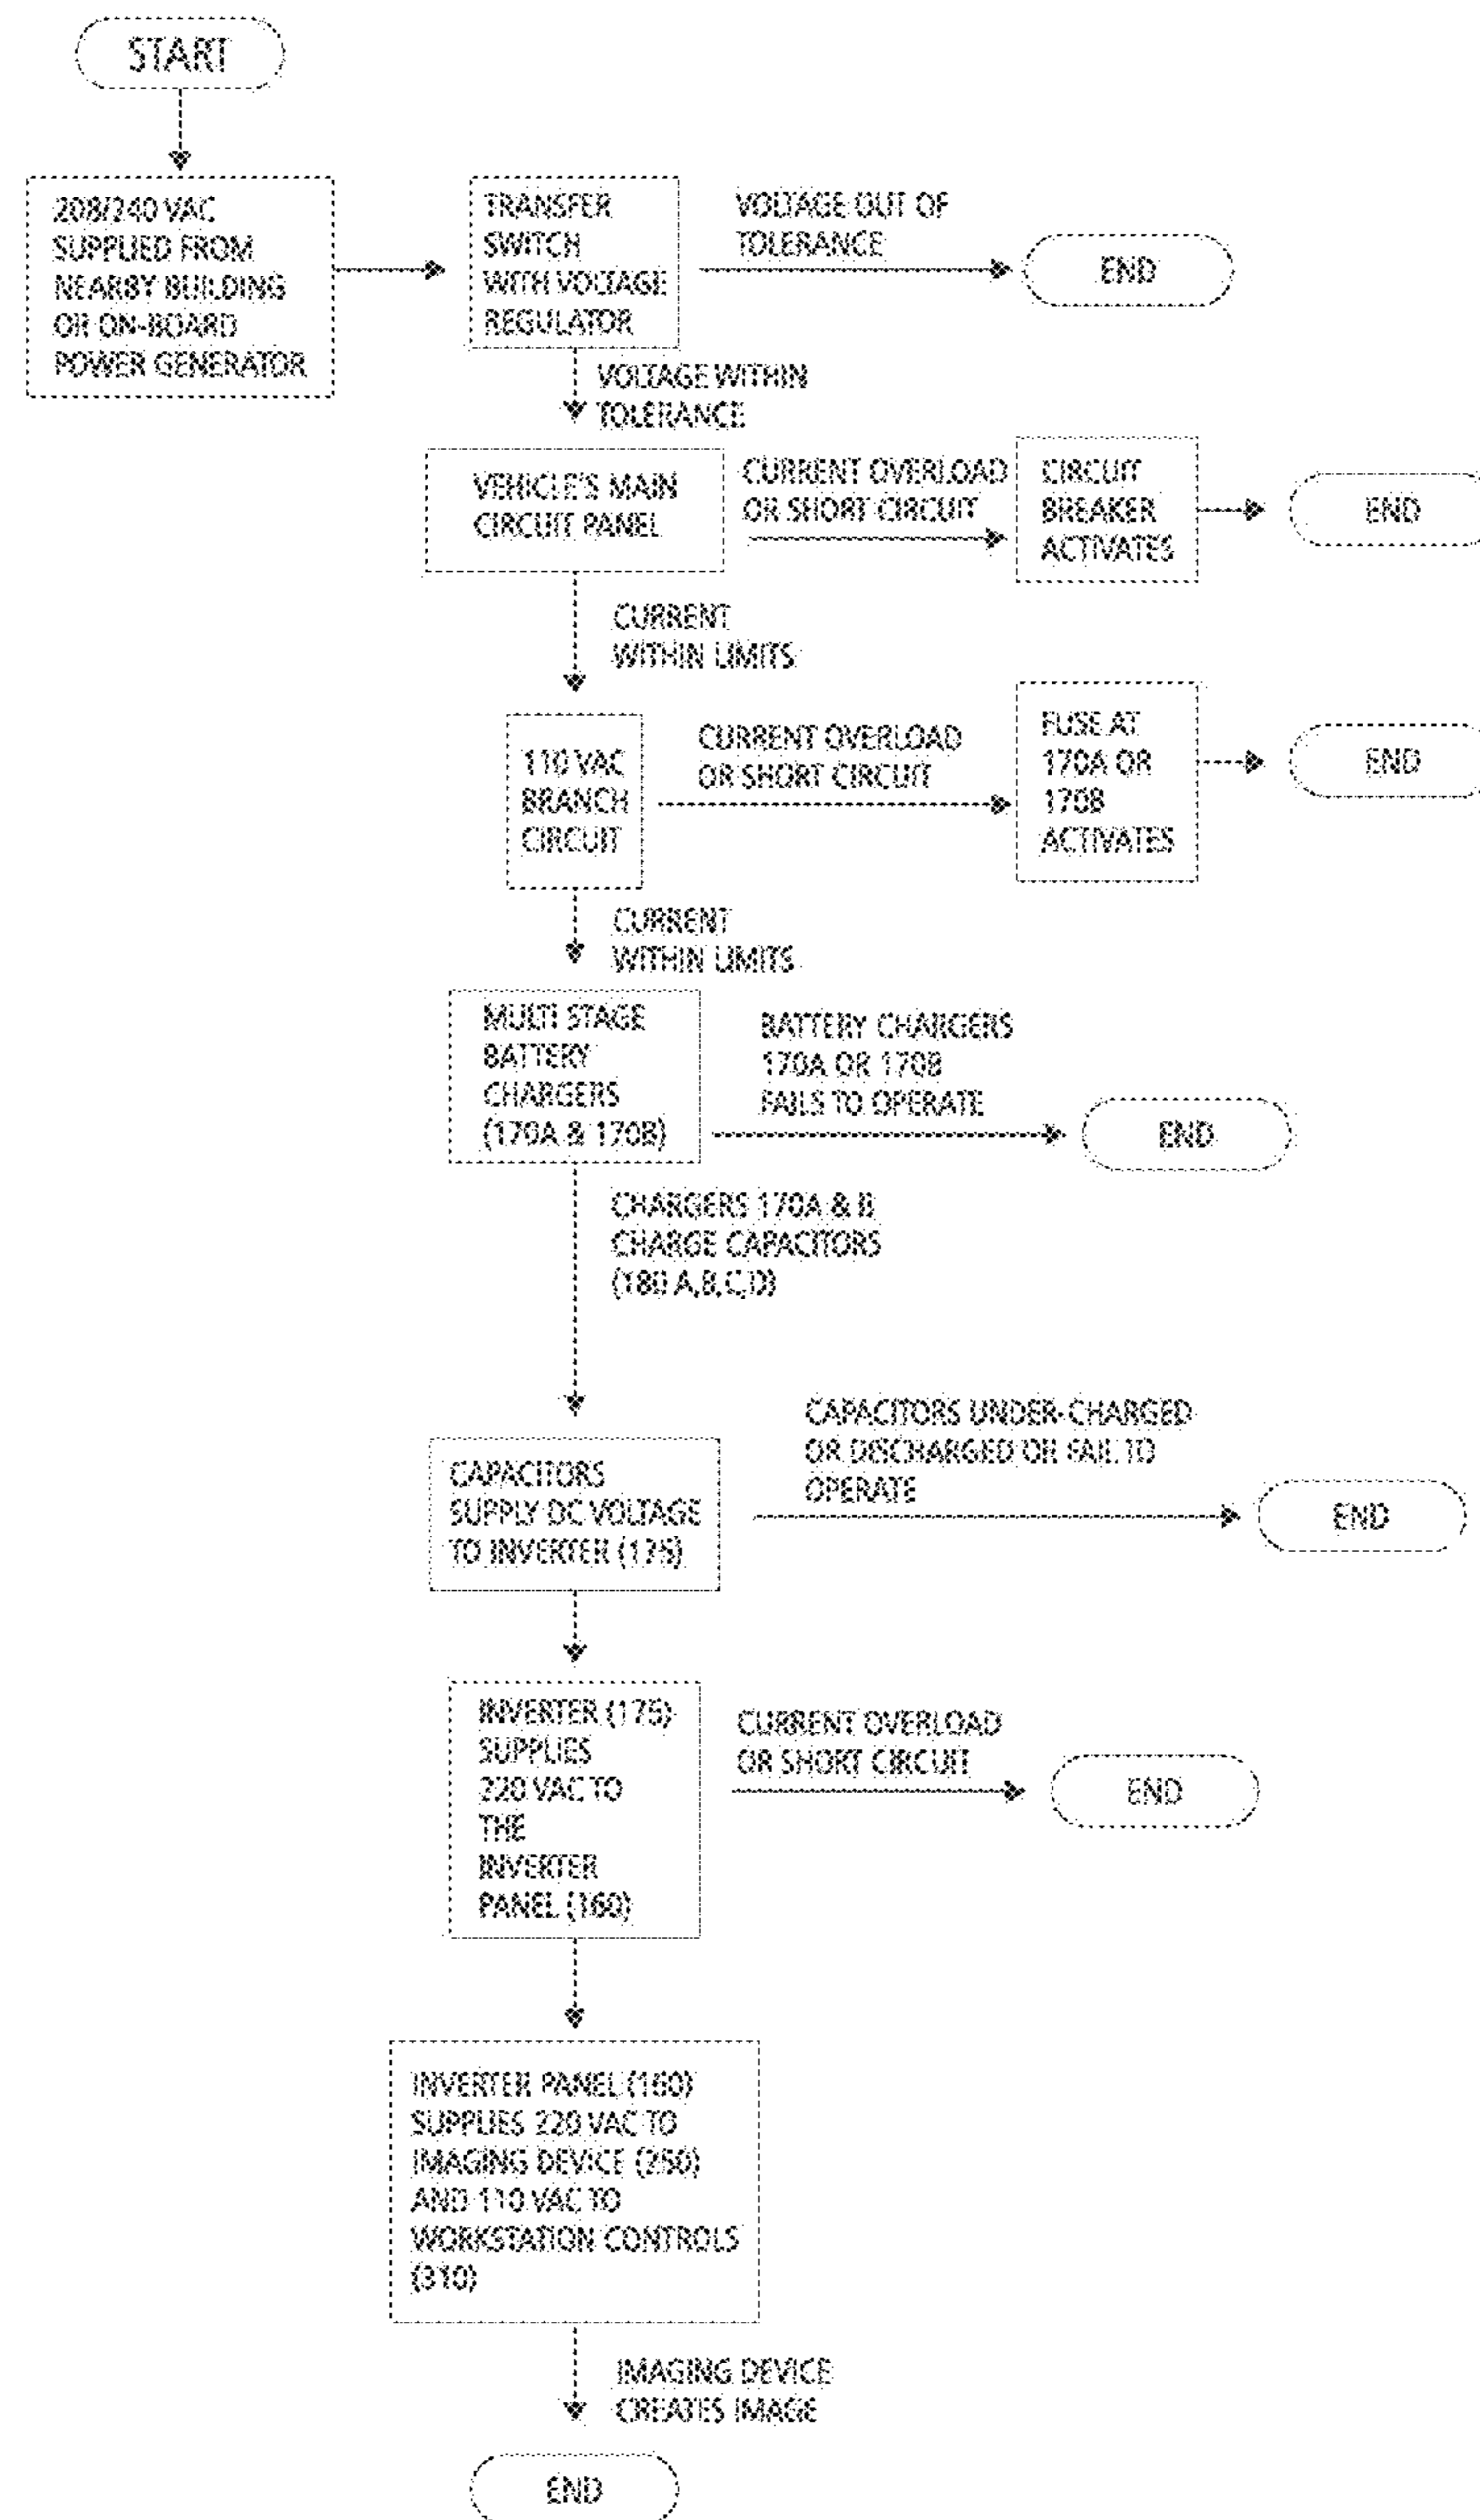 START
208/240 VAC
SUPPLIED FROM
NEARBY BUILDING
OR ON-BOARD
POWER GENERATOR
TRANSFER
SWITCH
WITH VOLTAGE
REGULATOR
VOLTAGE OUT OF
TOLERANCE
END
VOLTAGE WITHIN
TOLERANCE
VEHICLE'S MAIN
CIRCUIT PANEL
CURRENT OVERLOAD
OR SHORT CIRCUIT
CIRCUIT
BREAKER
ACTIVATES
END
CURRENT
WITHIN LIMITS
110 VAC
BRANCH
CIRCUIT
CURRENT OVERLOAD
OR SHORT CIRCUIT
FUSE AT
170A OR
170B
ACTIVATES
END
CURRENT
WITHIN LIMITS
MULTI STAGE
BATTERY
CHARGERS
(170A & 170B)
BATTERY CHARGERS
170A OR 170B
FAILS TO OPERATE
END
CHARGERS 170A & B
CHARGE CAPACITORS
(180 A,B,C,D)
CAPACITORS
SUPPLY DC VOLTAGE
TO INVERTER (175)
CAPACITORS UNDER-CHARGED
OR DISCHARGED OR FAIL TO
OPERATE
END
INVERTER (175)
SUPPLIES
220 VAC TO
THE
INVERTER
PANEL (160)
CURRENT OVERLOAD
OR SHORT CIRCUIT
END
INVERTER PANEL (160)
SUPPLIES 220 VAC TO
IMAGING DEVICE (250)
AND 110 VAC TO
WORKSTATION CONTROLS
(310)
IMAGING DEVICE
CREATES IMAGE
END